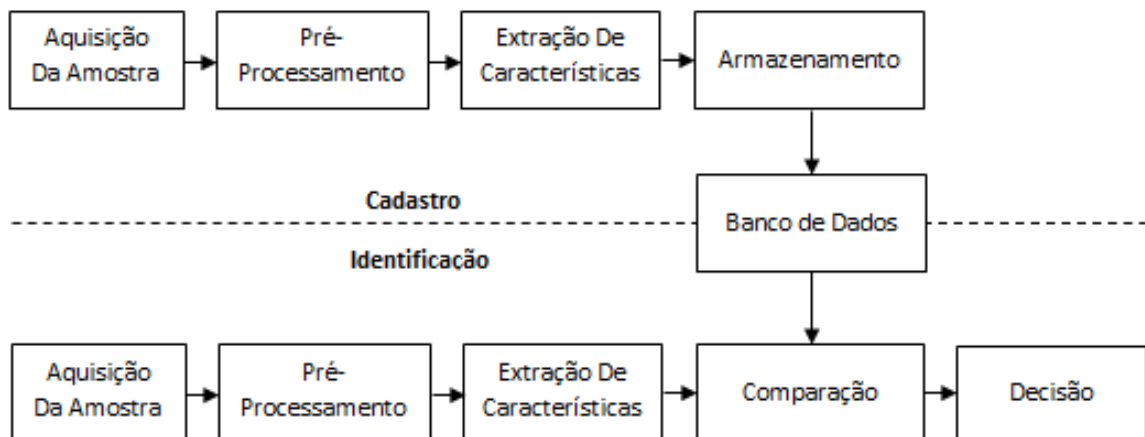 Aquisição
Da Amostra
Pré-
Processamento
Extração De
Características
Armazenamento
Cadastro
Banco de Dados
Identificação
Aquisição
Da Amostra
Pré-
Processamento
Extração De
Características
Comparação
Decisão